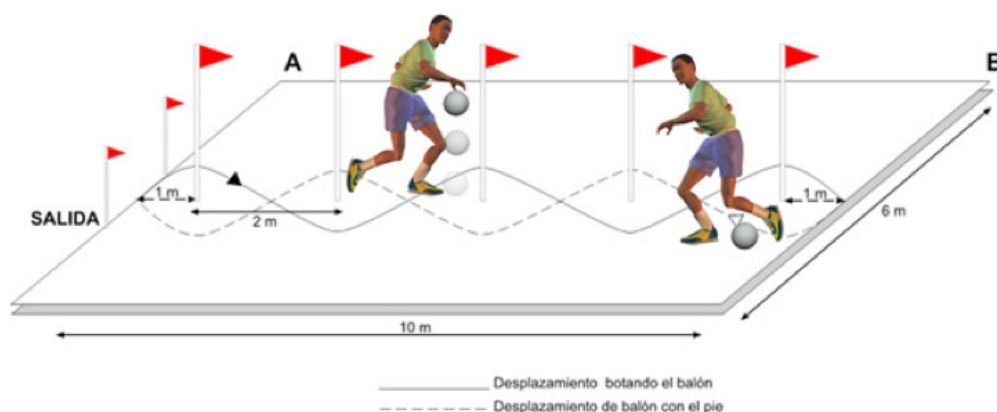 A
B
1 m
1 m
SALIDA
2 m
6 m
10 m
Desplazamiento botando el balón
Desplazamiento de balón con el pie